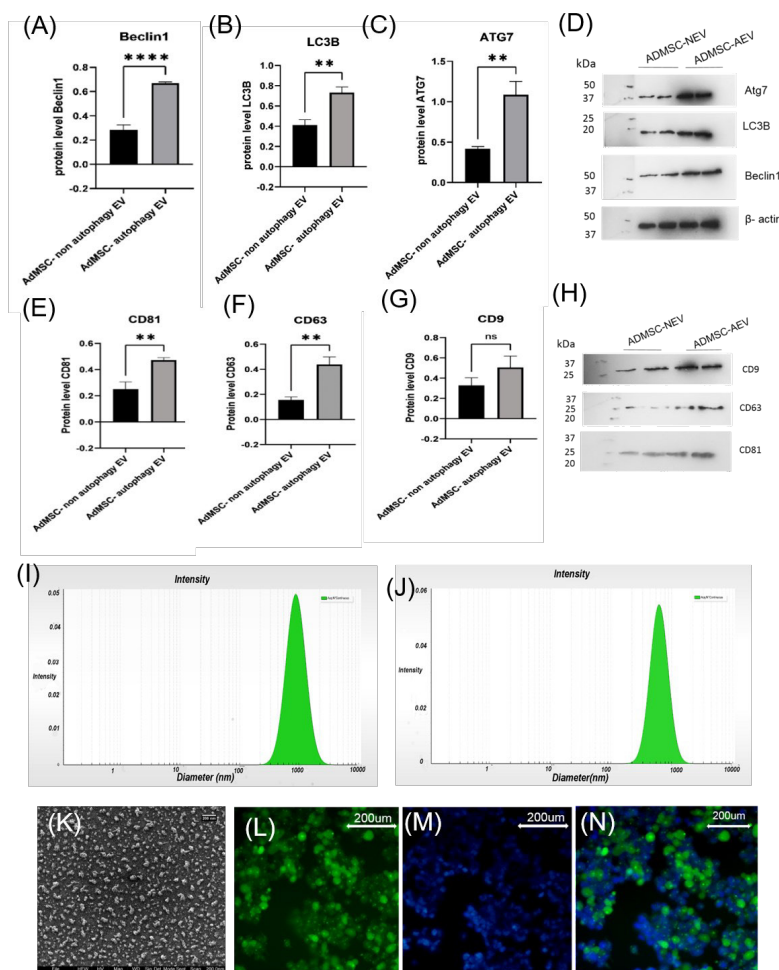 (A)
Beclin1
****
protein level Beclin1
0.8
0.6
0.4
0.2
0.0
-0.2
AdMSC- non autophagy EV
AdMSC- autophagy EV
(B)
LC3B
**
protein level LC3B
1.0
0.8
0.6
0.4
0.2
0.0
-0.2
AdMSC- non autophagy EV
AdMSC- autophagy EV
(C)
ATG7
**
protein level ATG7
1.5
1.0
0.5
0.0
AdMSC- non autophagy EV
AdMSC- autophagy EV
(D)
ADMSC-NEV
ADMSC-AEV
kDa
50
37
Atg7
25
20
LC3B
50
37
Beclin1
50
37
β- actin
(E)
CD81
**
Protein level CD81
0.6
0.4
0.2
0.0
-0.2
AdMSC- non autophagy EV
AdMSC- autophagy EV
(F)
CD63
**
Protein level CD63
0.6
0.4
0.2
0.0
-0.2
AdMSC- non autophagy EV
AdMSC- autophagy EV
(G)
CD9
ns
Protein level CD9
0.8
0.6
0.4
0.2
0.0
-0.2
AdMSC- non autophagy EV
AdMSC- autophagy EV
(H)
ADMSC-NEV
ADMSC-AEV
kDa
37
25
CD9
37
25
20
CD63
37
25
20
CD81
(I)
Intensity
0.05
0.04
0.03
Intensity
0.02
0.01
0
1
10
100
1000
10000
Diameter (nm)
(J)
Intensity
0.06
0.04
Intensity
0.02
0
1
10
100
1000
10000
Diameter(nm)
(K)
(L)
200um
(M)
200um
(N)
200um